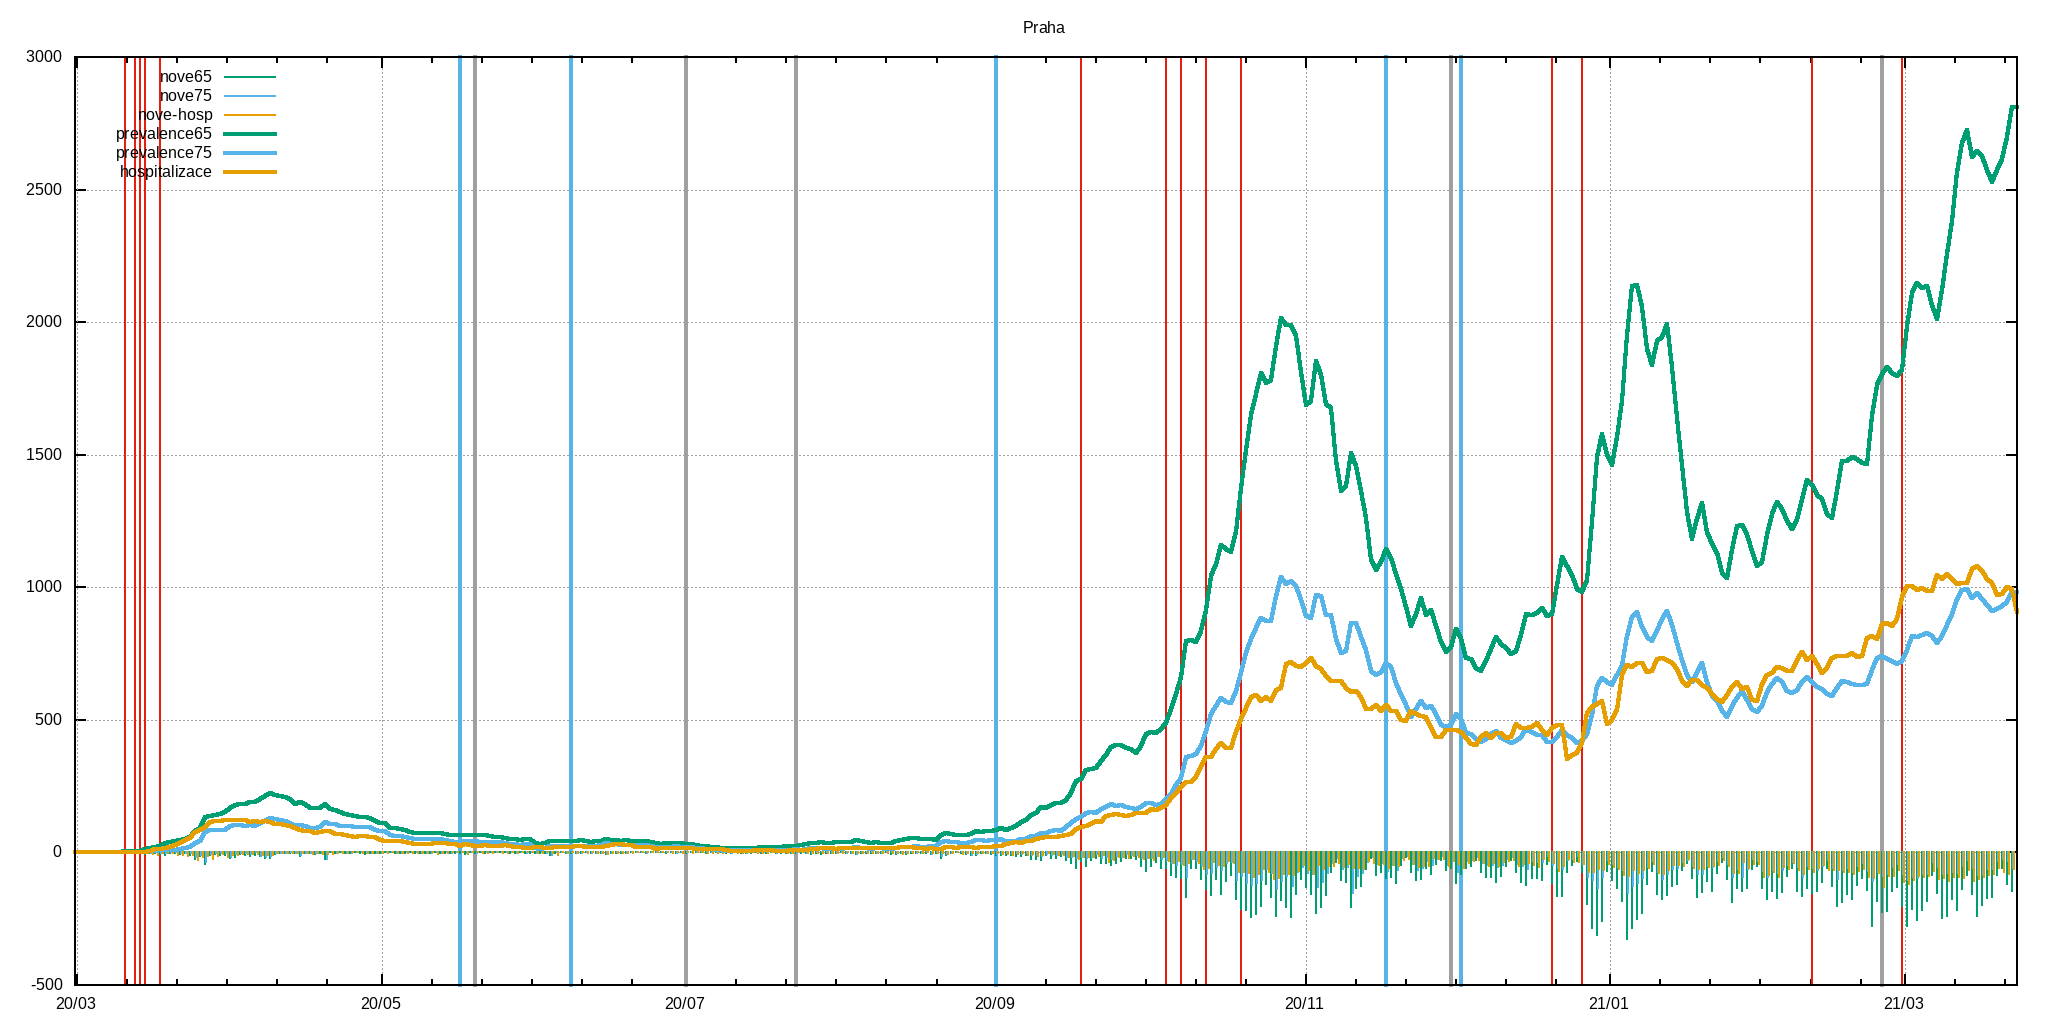 Praha
3000
nove65
nove75
nove-hosp
prevalence65
prevalence75
hospitalizace
2500
2000
1500
1000
500
0
-500
20/03 20/05 20/07 20/09 20/11 21/01 21/03